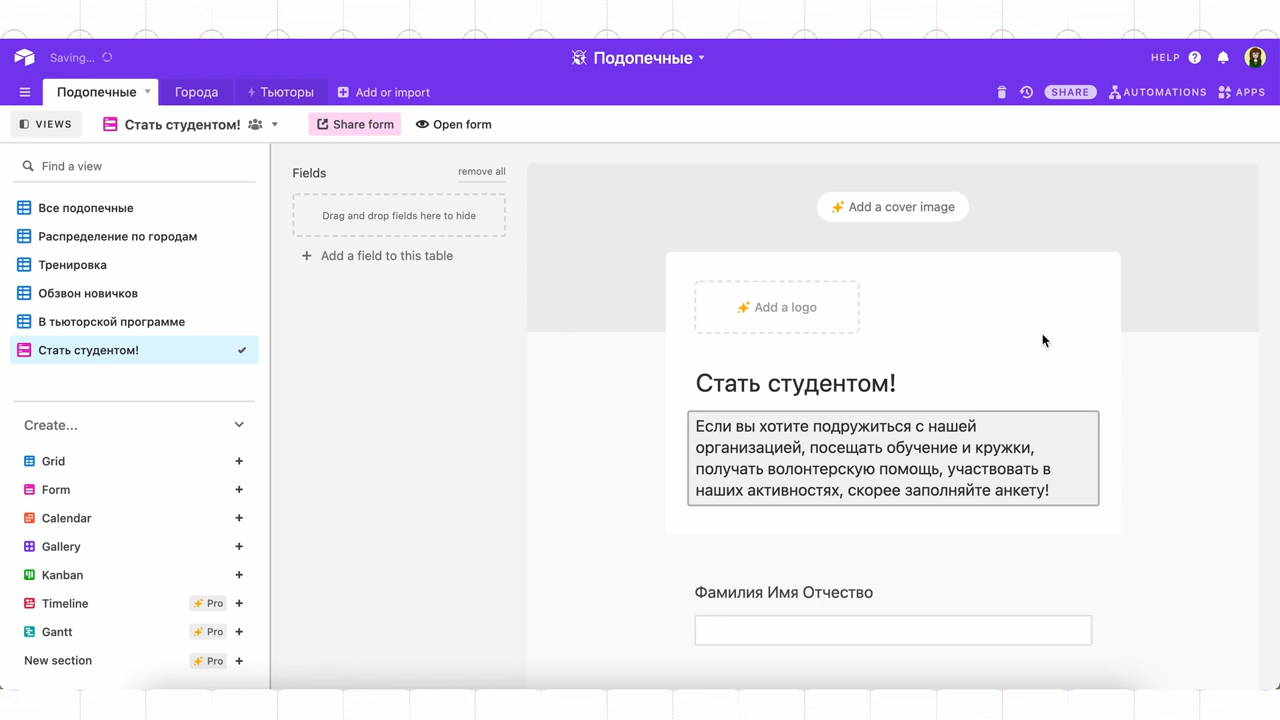 Saving...
Подопечные
HELP
Подопечные
Города
Тьюторы
Add or import
SHARE
AUTOMATIONS
APPS
VIEWS
Стать студентом!
Share form
Open form
Find a view
Все подопечные
Распределение по городам
Тренировка
Обзвон новичков
В тьюторской программе
Стать студентом!
Create...
Grid
Form
Calendar
Gallery
Kanban
Timeline
Pro
Gantt
Pro
New section
Pro
Fields
remove all
Drag and drop fields here to hide
Add a field to this table
Add a cover image
Add a logo
Стать студентом!
Если вы хотите подружиться с нашей
организацией, посещать обучение и кружки,
получать волонтерскую помощь, участвовать в
наших активностях, скорее заполняйте анкету!
Фамилия Имя Отчество